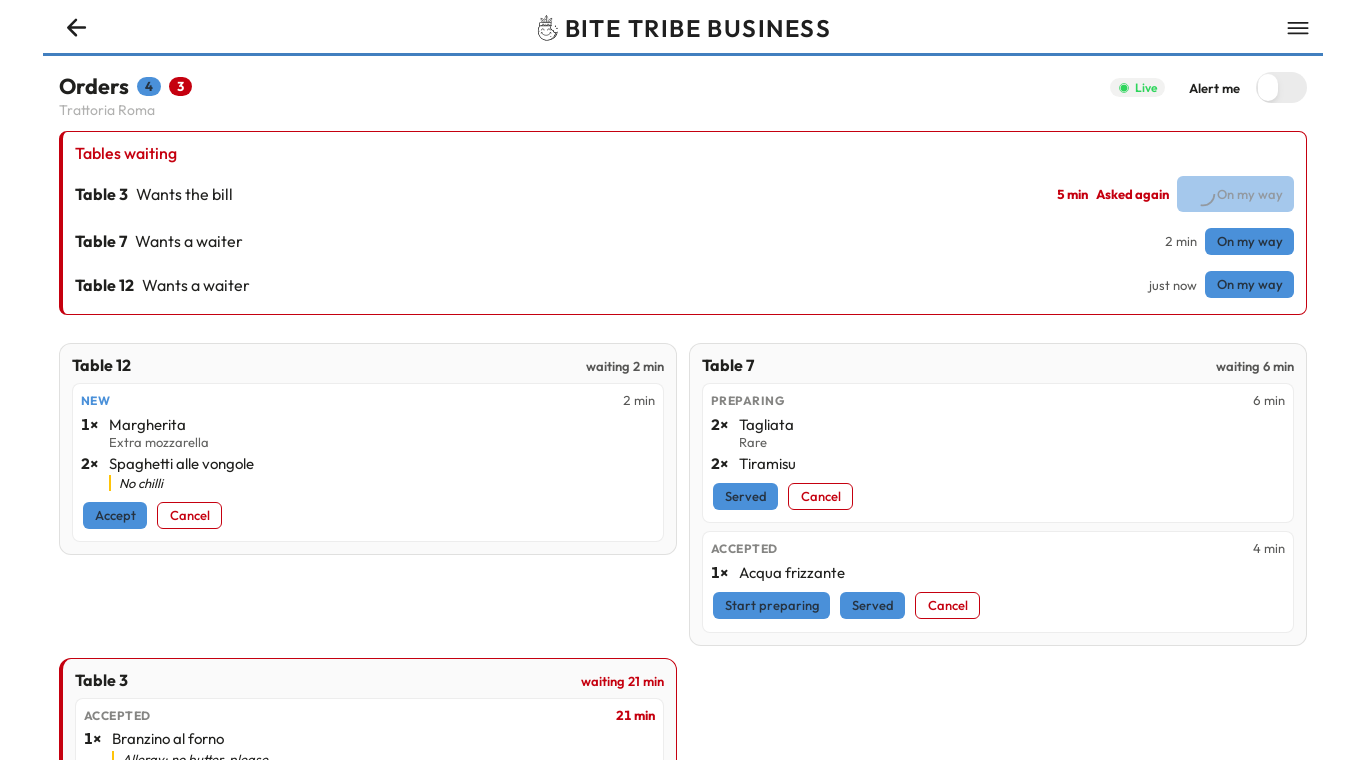 BITE TRIBE BUSINESS
Orders 4 3
Live Alert me
Trattoria Roma
Tables waiting
Table 3 Wants the bill 5 min Asked again On my way
Table 7 Wants a waiter 2 min On my way
Table 12 Wants a waiter just now On my way
Table 12 waiting 2 min
NEW 2 min
1× Margherita
Extra mozzarella
2× Spaghetti alle vongole
No chilli
Accept Cancel
Table 7 waiting 6 min
PREPARING 6 min
2× Tagliata
Rare
2× Tiramisu
Served Cancel
ACCEPTED 4 min
1× Acqua frizzante
Start preparing Served Cancel
Table 3 waiting 21 min
ACCEPTED 21 min
1× Branzino al forno
Allergy: no butter, please